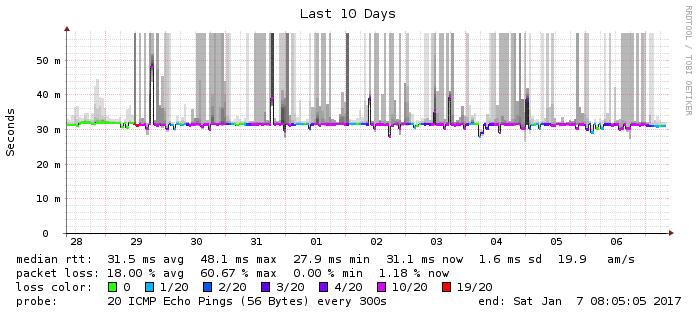 Last 10 Days
RRDTOOL / TOBI OETIKER
Seconds
50 m
40 m
30 m
20 m
10 m
0
28 29 30 31 01 02 03 04 05 06
median rtt: 31.5 ms avg 48.1 ms max 27.9 ms min 31.1 ms now 1.6 ms sd 19.9 am/s
packet loss: 18.00 % avg 60.67 % max 0.00 % min 1.18 % now
loss color: 0 1/20 2/20 3/20 4/20 10/20 19/20
probe: 20 ICMP Echo Pings (56 Bytes) every 300s end: Sat Jan 7 08:05:05 2017